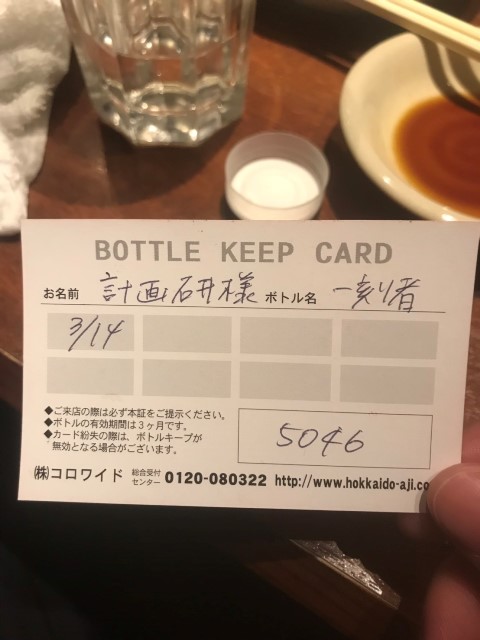 BOTTLE KEEP CARD
お名前 計画石井様 ボトル名 一刻者
3/14
◆ご来店の際は必ず本証をご提示ください。
◆ボトルの有効期間は３ヶ月です。
◆カード紛失の際は、ボトルキープが
無効となる場合がございます。
5046
㈱コロワイド 総合受付センター 0120-080322 http://www.hokkaido-aji.co